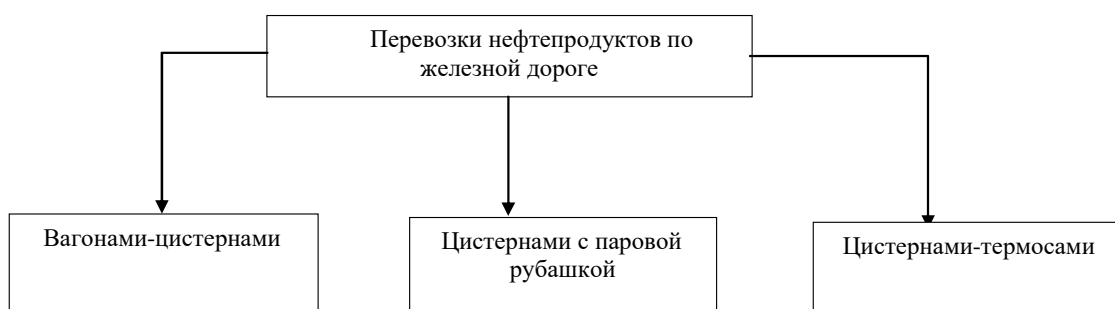 Перевозки нефтепродуктов по
железной дороге
Вагонами-цистернами
Цистернами с паровой
рубашкой
Цистернами-термосами